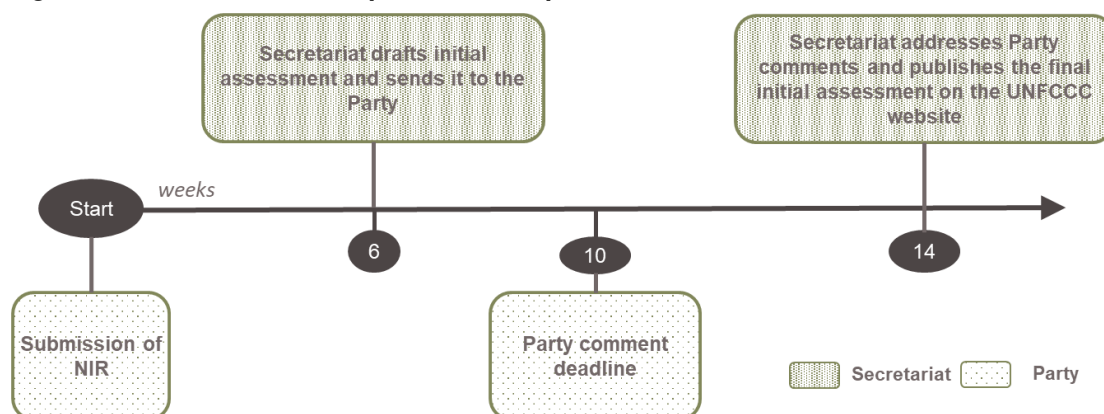 Secretariat drafts initial
assessment and sends it to the
Party
Secretariat addresses Party
comments and publishes the final
initial assessment on the UNFCCC
website
weeks
Start
6
10
14
Submission of
NIR
Party comment
deadline
Secretariat
Party